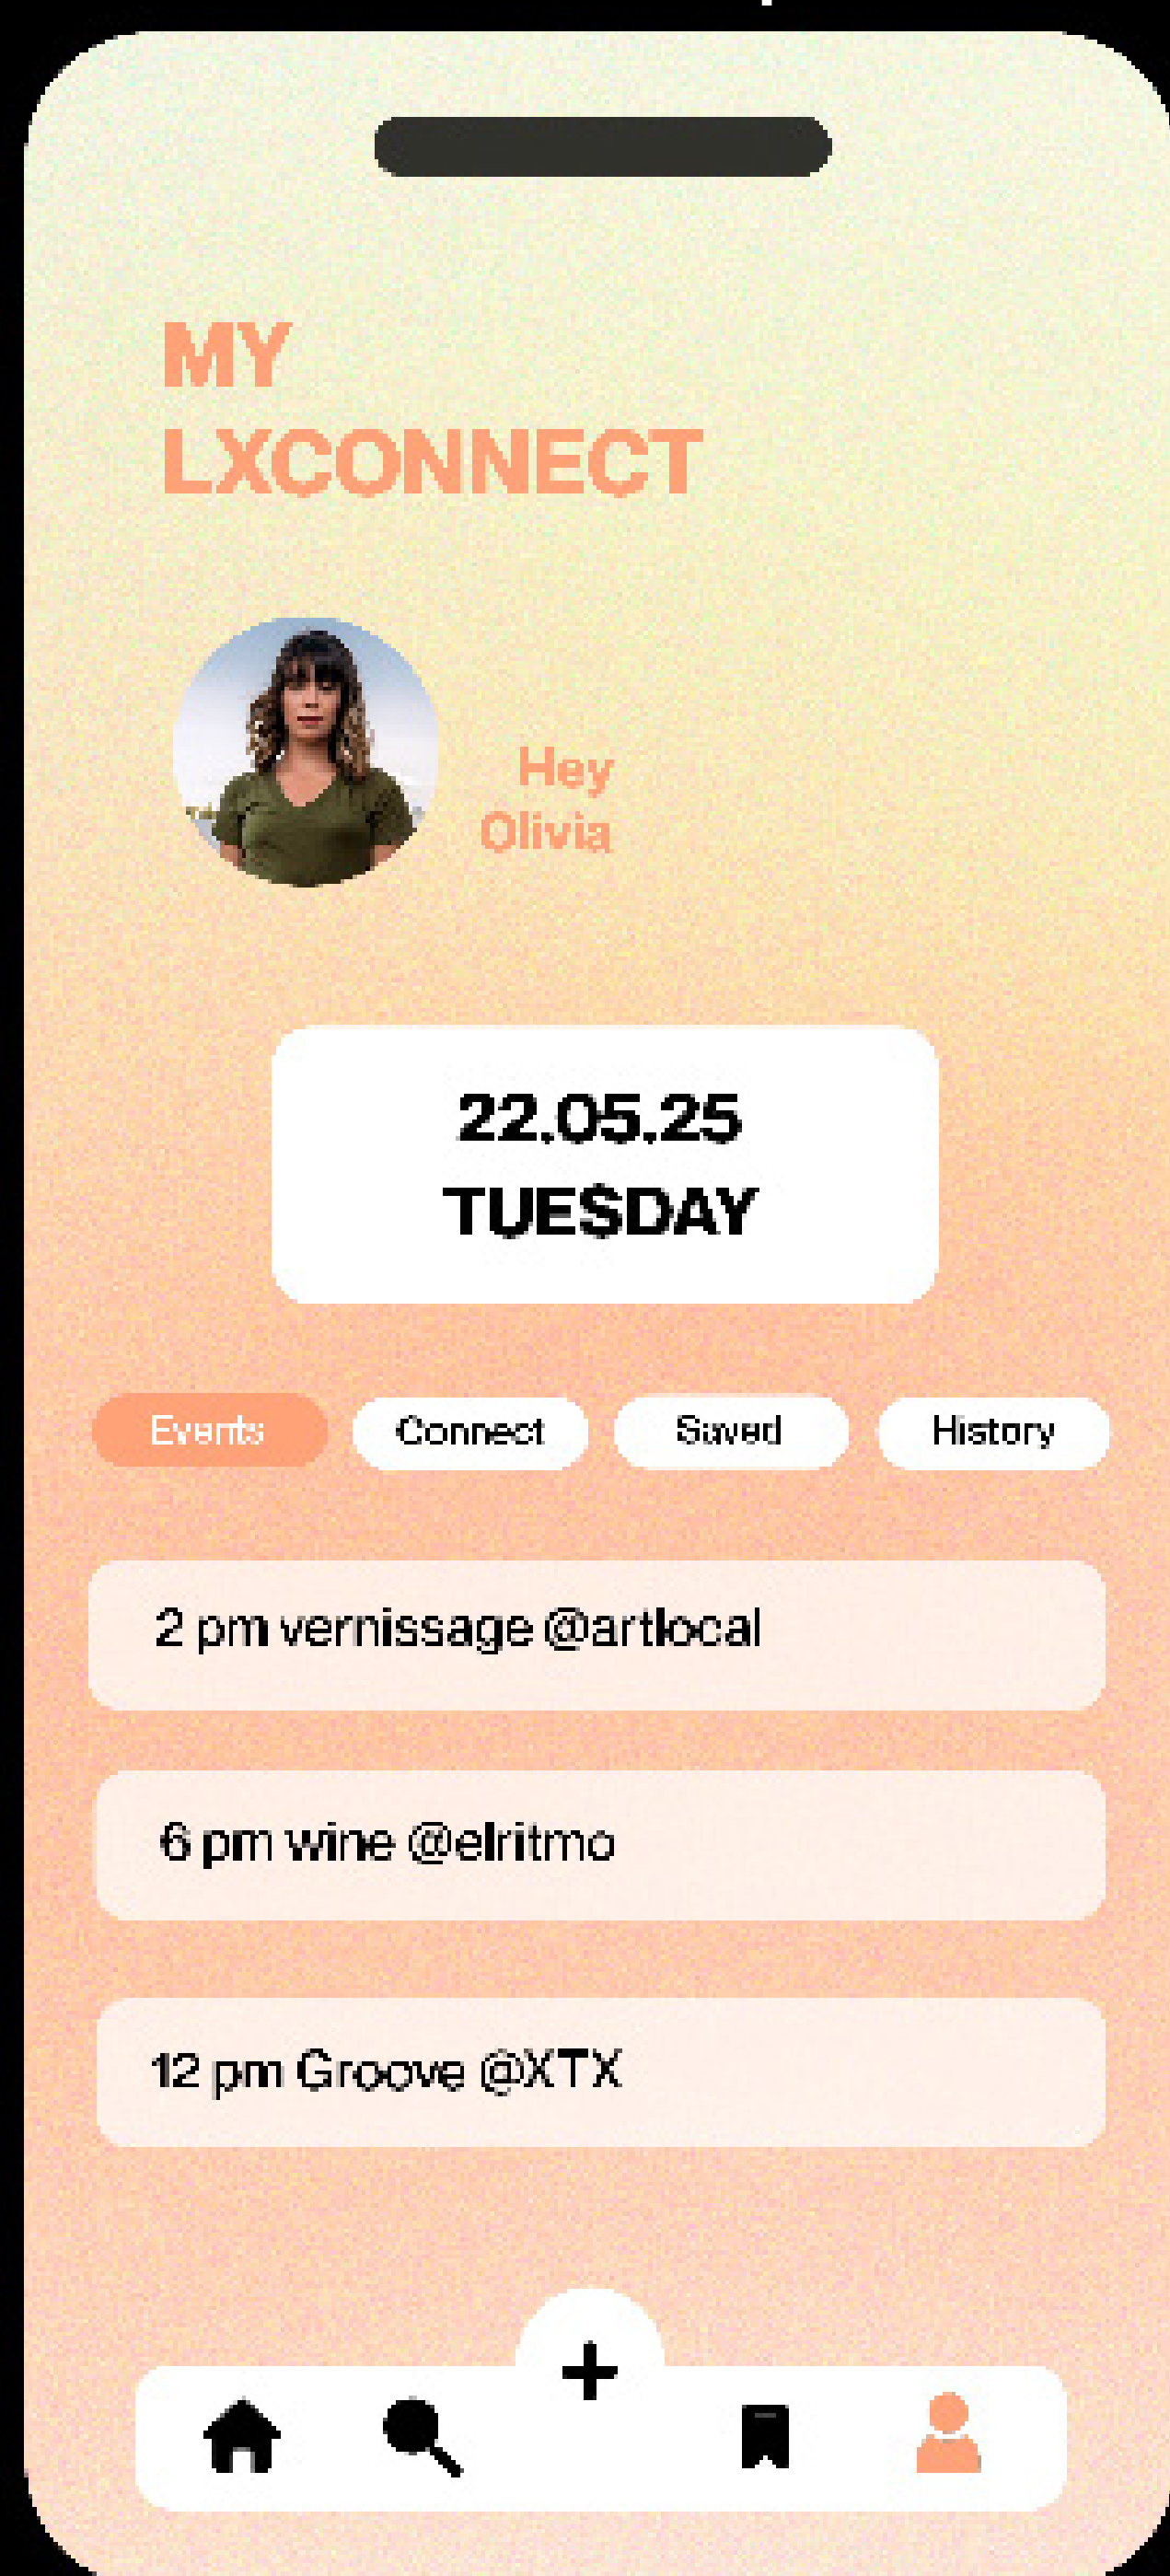 MY
LXCONNECT
Hey
Olivia
22.05.25
TUESDAY
Events Connect Saved History
2 pm vernissage @artlocal
6 pm wine @elritmo
12 pm Groove @XTX